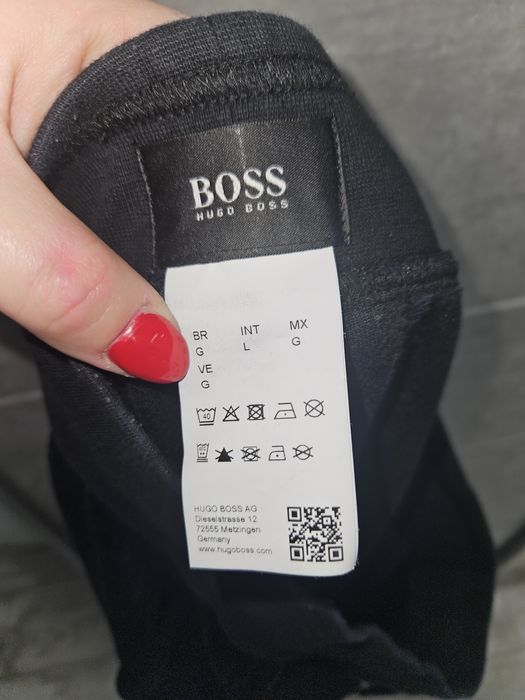 BOSS
HUGO BOSS
BR INT MX
G L G
VE
G
40
HUGO BOSS AG
Dieselstrasse 12
72555 Metzingen
Germany
www.hugoboss.com